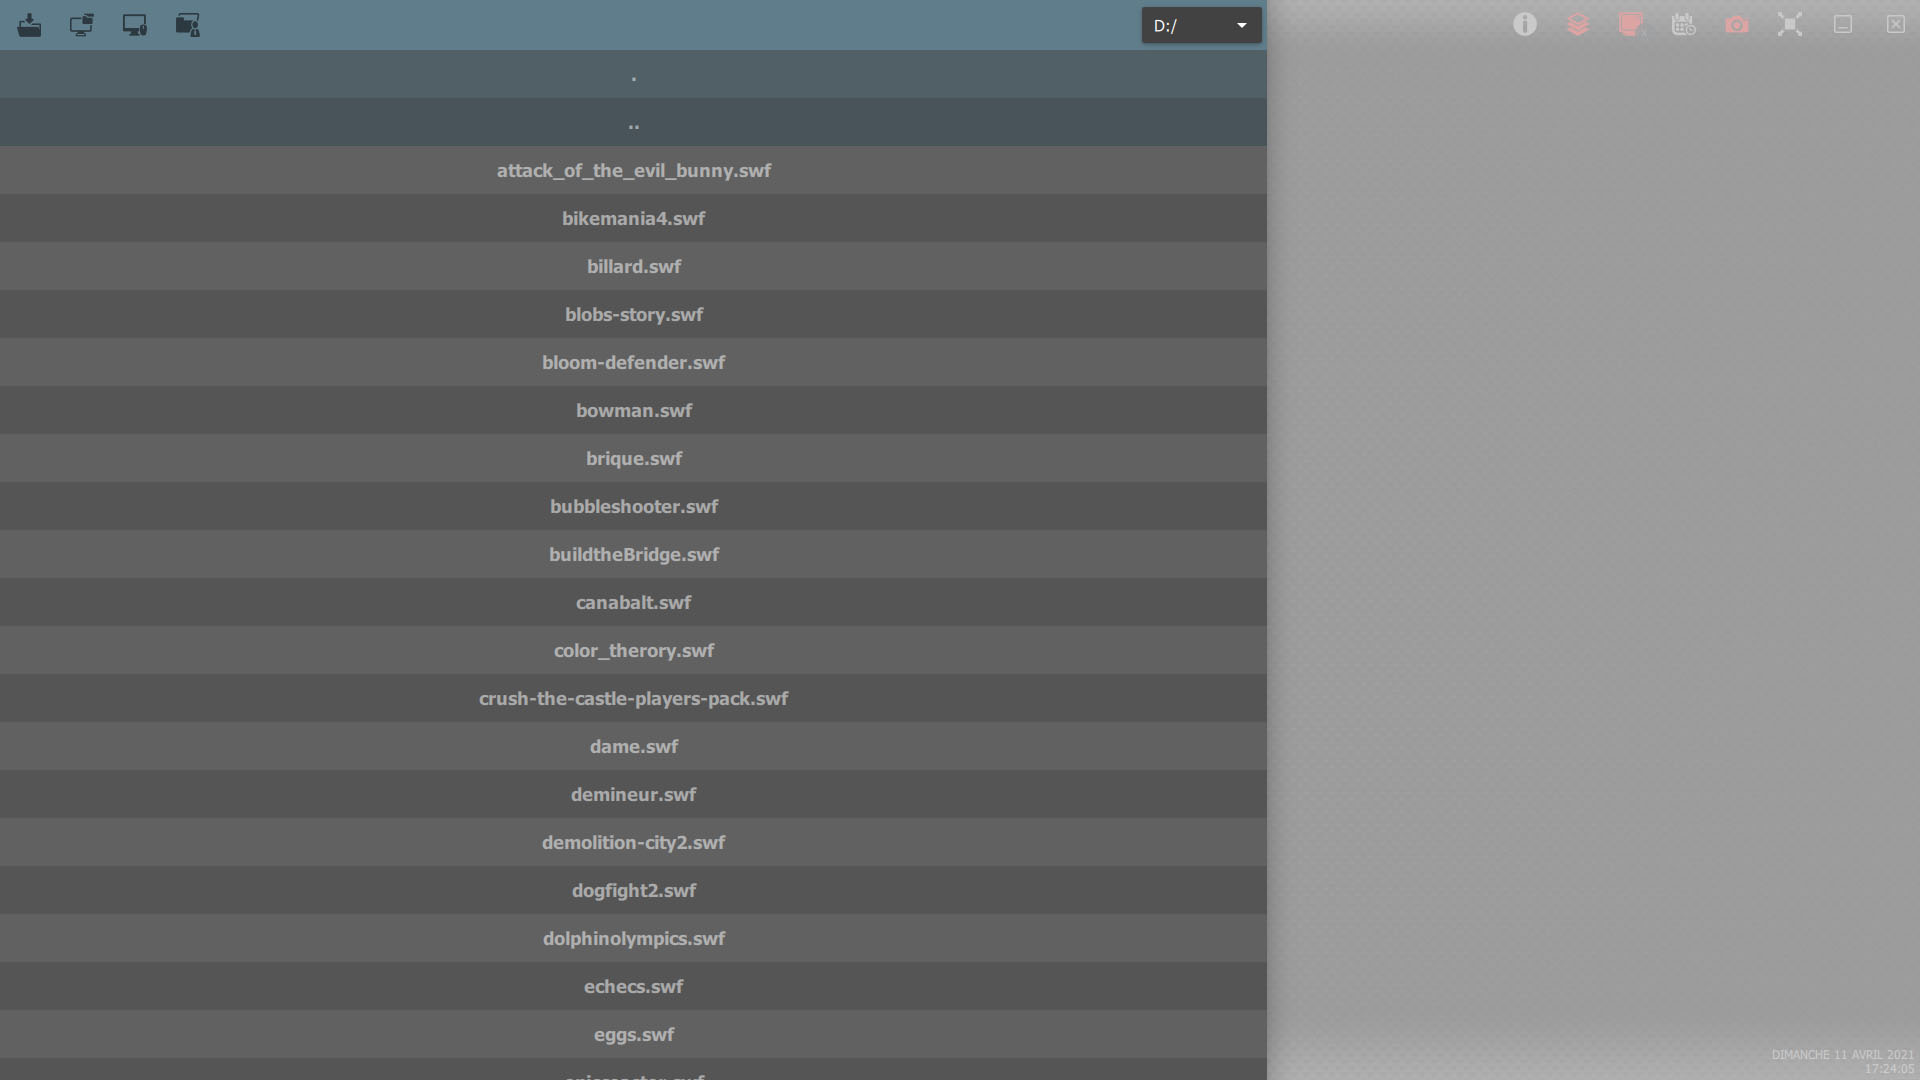 D:/
.
..
attack_of_the_evil_bunny.swf
bikemania4.swf
billard.swf
blobs-story.swf
bloom-defender.swf
bowman.swf
brique.swf
bubbleshooter.swf
buildtheBridge.swf
canabalt.swf
color_therory.swf
crush-the-castle-players-pack.swf
dame.swf
demineur.swf
demolition-city2.swf
dogfight2.swf
dolphinolympics.swf
echecs.swf
eggs.swf
DIMANCHE 11 AVRIL 2021
17:24:05